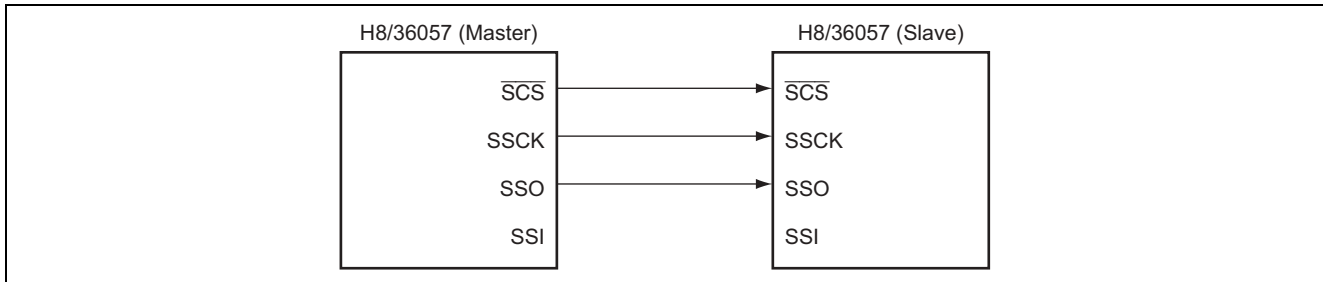 H8/36057 (Master) H8/36057 (Slave)
SCS SCS
SSCK SSCK
SSO SSO
SSI SSI